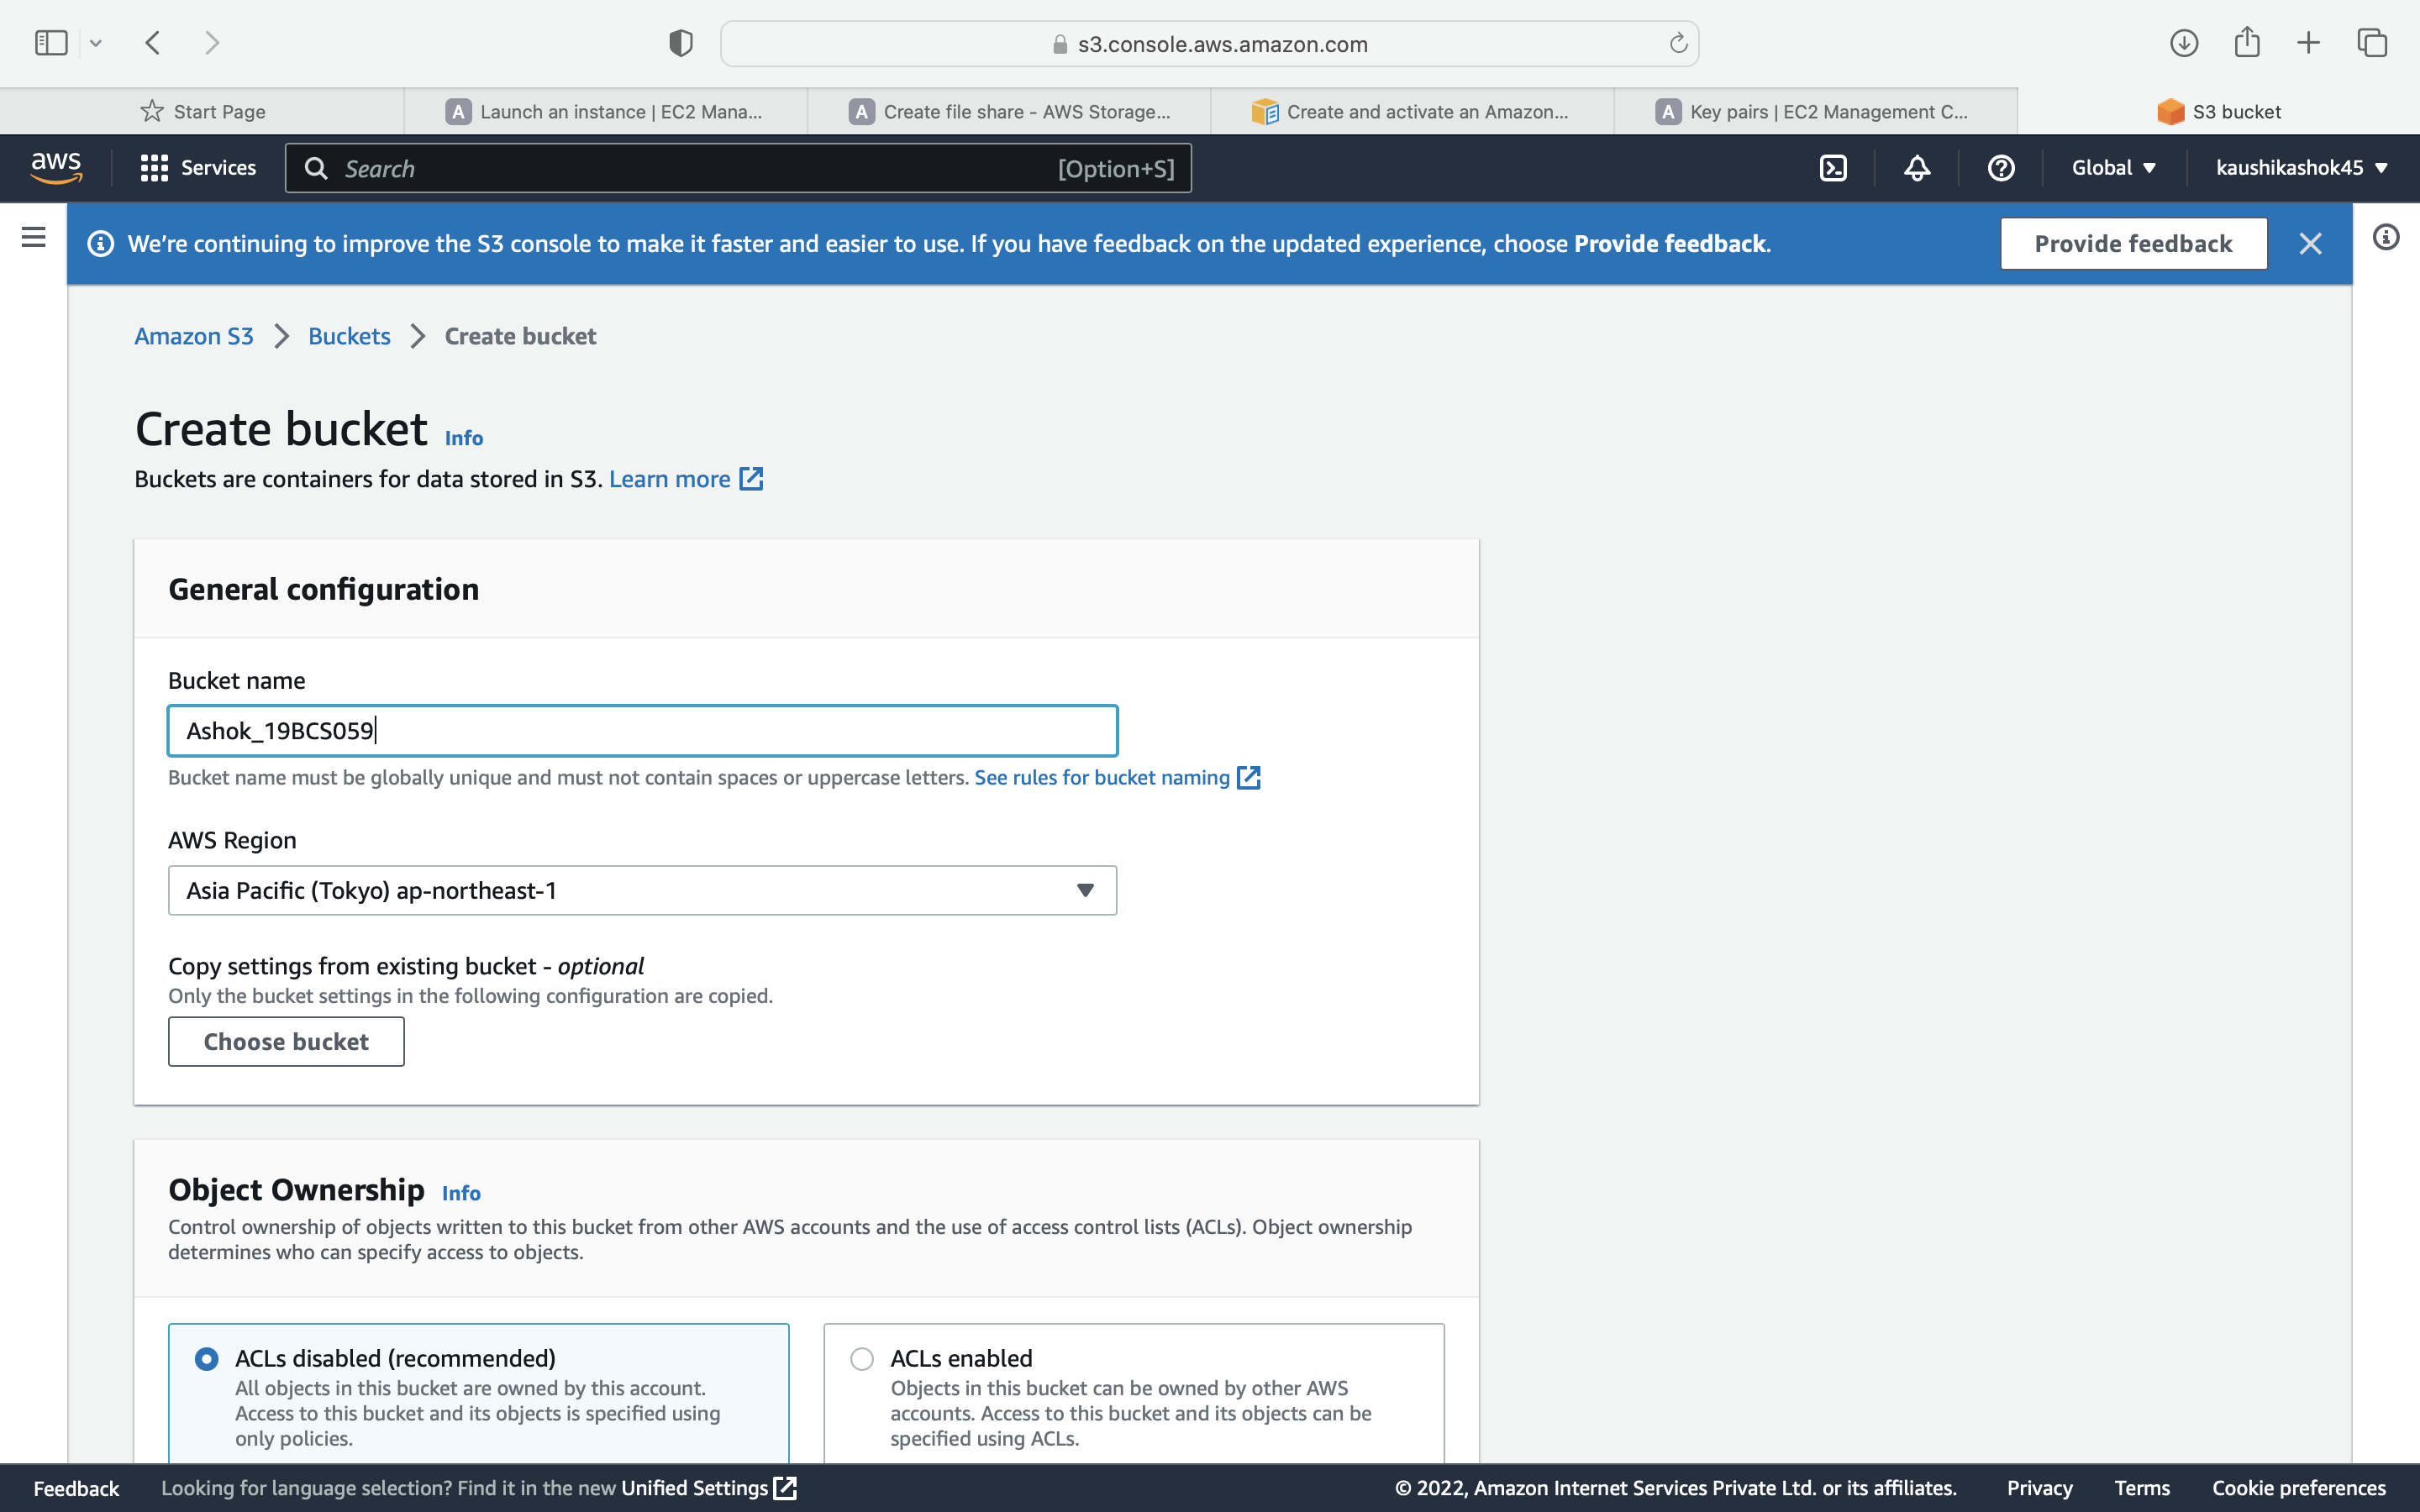 s3.console.aws.amazon.com
Start Page
Launch an instance | EC2 Mana...
Create file share - AWS Storage...
Create and activate an Amazon...
Key pairs | EC2 Management C...
S3 bucket
aws
Services
Search
[Option+S]
Global
kaushikashok45
We're continuing to improve the S3 console to make it faster and easier to use. If you have feedback on the updated experience, choose Provide feedback.
Provide feedback
Amazon S3
Buckets
Create bucket
Create bucket Info
Buckets are containers for data stored in S3. Learn more
General configuration
Bucket name
Ashok_19BCS059
Bucket name must be globally unique and must not contain spaces or uppercase letters. See rules for bucket naming
AWS Region
Asia Pacific (Tokyo) ap-northeast-1
Copy settings from existing bucket - optional
Only the bucket settings in the following configuration are copied.
Choose bucket
Object Ownership Info
Control ownership of objects written to this bucket from other AWS accounts and the use of access control lists (ACLs). Object ownership
determines who can specify access to objects.
ACLs disabled (recommended)
All objects in this bucket are owned by this account.
Access to this bucket and its objects is specified using
only policies.
ACLs enabled
Objects in this bucket can be owned by other AWS
accounts. Access to this bucket and its objects can be
specified using ACLs.
Feedback
Looking for language selection? Find it in the new Unified Settings
© 2022, Amazon Internet Services Private Ltd. or its affiliates.
Privacy
Terms
Cookie preferences